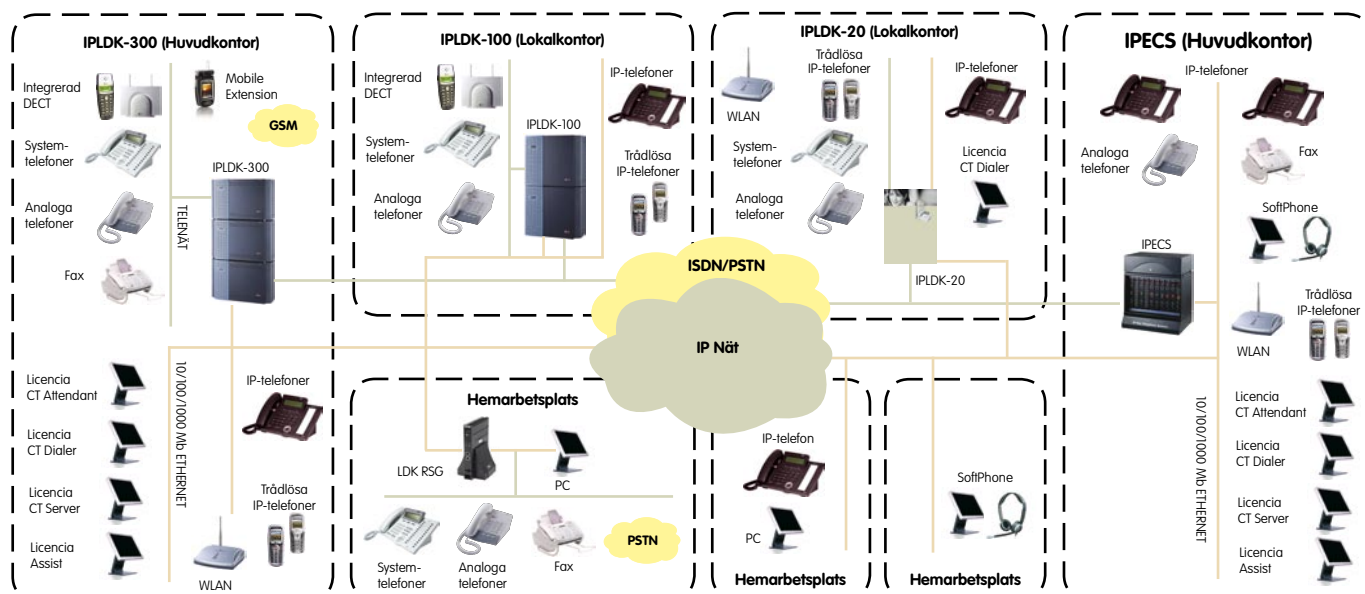 IPLDK-300 (Huvudkontor)
Integrerad
DECT
Mobile
Extension
GSM
System-
telefoner
IPLDK-300
Analoga
telefoner
TELENÄT
Fax
Licencia
CT Attendant
Licencia
CT Dialer
Licencia
CT Server
Licencia
Assist
10/100/1000 Mb ETHERNET
IP-telefoner
Trådlösa
IP-telefoner
WLAN
IPLDK-100 (Lokalkontor)
Integrerad
DECT
IP-telefoner
System-
telefoner
IPLDK-100
Analoga
telefoner
Trådlösa
IP-telefoner
IPLDK-20 (Lokalkontor)
Trådlösa
IP-telefoner
WLAN
IP-telefoner
System-
telefoner
Licencia
CT Dialer
Analoga
telefoner
IPLDK-20
ISDN/PSTN
IP Nät
IPECS (Huvudkontor)
IP-telefoner
Analoga
telefoner
Fax
SoftPhone
IPECS
Trådlösa
IP-telefoner
WLAN
10/100/1000 Mb ETHERNET
Licencia
CT Attendant
Licencia
CT Dialer
Licencia
CT Server
Licencia
Assist
Hemarbetsplats
LDK RSG
PC
System-
telefoner
Analoga
telefoner
Fax
PSTN
IP-telefon
PC
Hemarbetsplats
SoftPhone
Hemarbetsplats